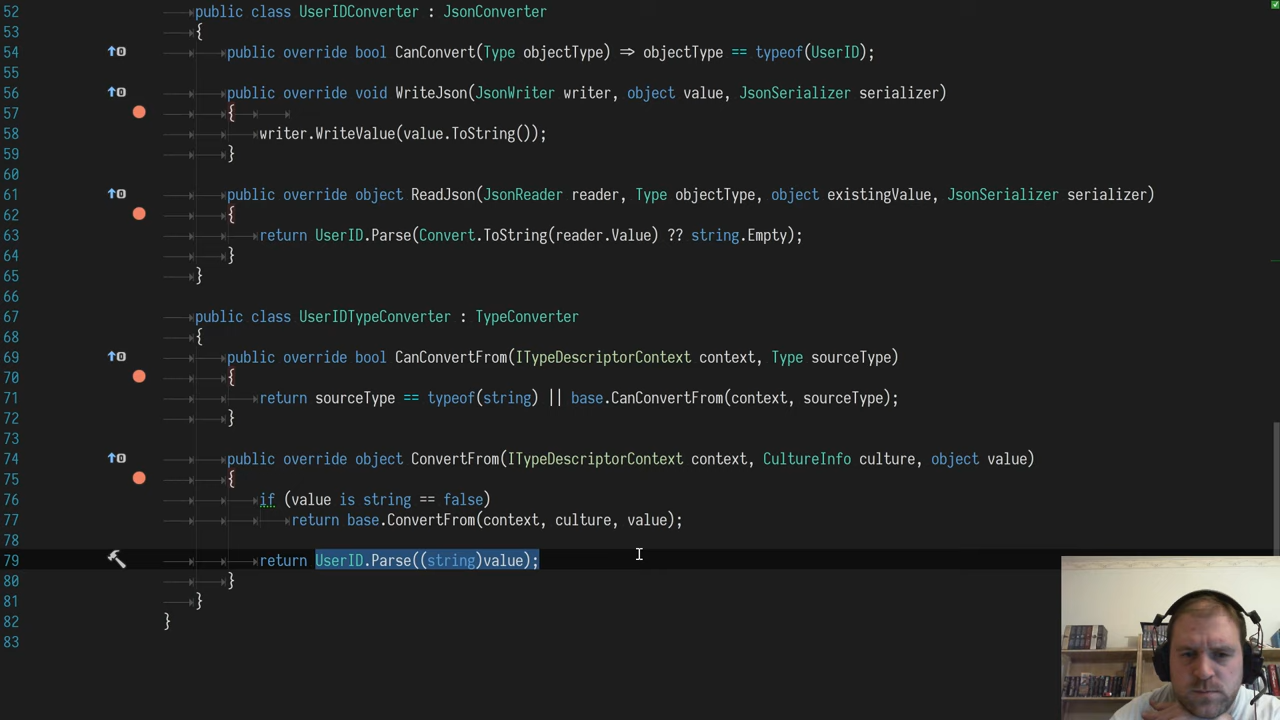 52 public class UserIDConverter : JsonConverter
53 {
54 public override bool CanConvert(Type objectType) => objectType == typeof(UserID);
55
56 public override void WriteJson(JsonWriter writer, object value, JsonSerializer serializer)
57 {
58 writer.WriteValue(value.ToString());
59 }
60
61 public override object ReadJson(JsonReader reader, Type objectType, object existingValue, JsonSerializer serializer)
62 {
63 return UserID.Parse(Convert.ToString(reader.Value) ?? string.Empty);
64 }
65 }
66
67 public class UserIDTypeConverter : TypeConverter
68 {
69 public override bool CanConvertFrom(ITypeDescriptorContext context, Type sourceType)
70 {
71 return sourceType == typeof(string) || base.CanConvertFrom(context, sourceType);
72 }
73
74 public override object ConvertFrom(ITypeDescriptorContext context, CultureInfo culture, object value)
75 {
76 if (value is string == false)
77 return base.ConvertFrom(context, culture, value);
78
79 return UserID.Parse((string)value);
80 }
81 }
82 }
83